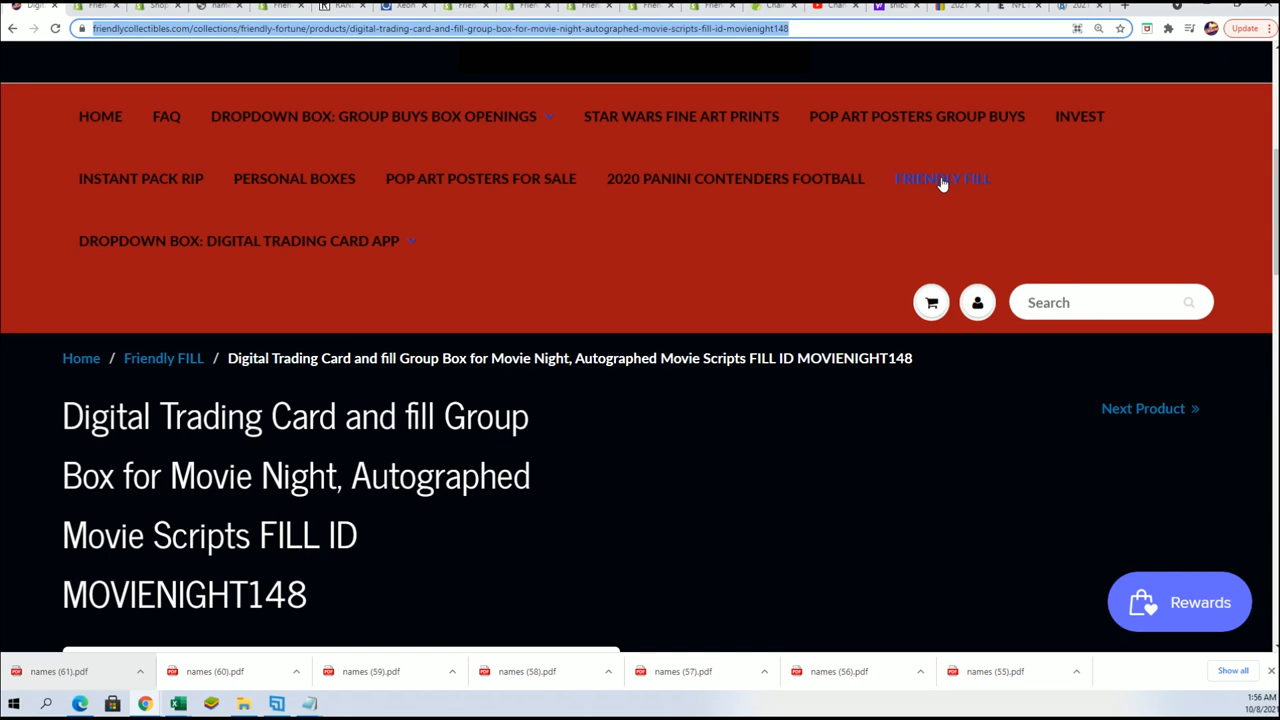 friendlycollectibles.com/collections/friendly-fortune/products/digital-trading-card-and-fill-group-box-for-movie-night-autographed-movie-scripts-fill-id-movienight148
Update
HOME FAQ DROPDOWN BOX: GROUP BUYS BOX OPENINGS STAR WARS FINE ART PRINTS POP ART POSTERS GROUP BUYS INVEST
INSTANT PACK RIP PERSONAL BOXES POP ART POSTERS FOR SALE 2020 PANINI CONTENDERS FOOTBALL FRIENDLY FILL
DROPDOWN BOX: DIGITAL TRADING CARD APP
Search
Home / Friendly FILL / Digital Trading Card and fill Group Box for Movie Night, Autographed Movie Scripts FILL ID MOVIENIGHT148
Digital Trading Card and fill Group
Next Product »
Box for Movie Night, Autographed
Movie Scripts FILL ID
MOVIENIGHT148
Rewards
names (61).pdf names (60).pdf names (59).pdf names (58).pdf names (57).pdf names (56).pdf names (55).pdf Show all
1:56 AM